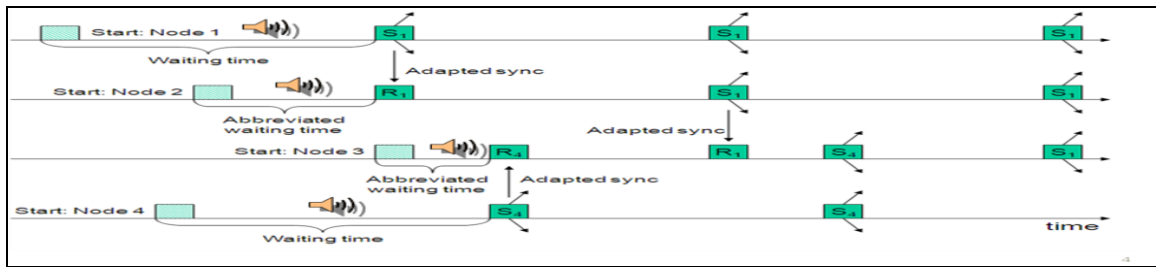 Start: Node 1 S₁ S₁ S₁
Waiting time
Adapted sync
Start: Node 2 R₁ S₁ S₁
Abbreviated
waiting time
Adapted sync
Start: Node 3 R₄ R₁ S₄ S₁
Abbreviated
waiting time
Adapted sync
Start: Node 4 S₄ S₄
Waiting time
time
4